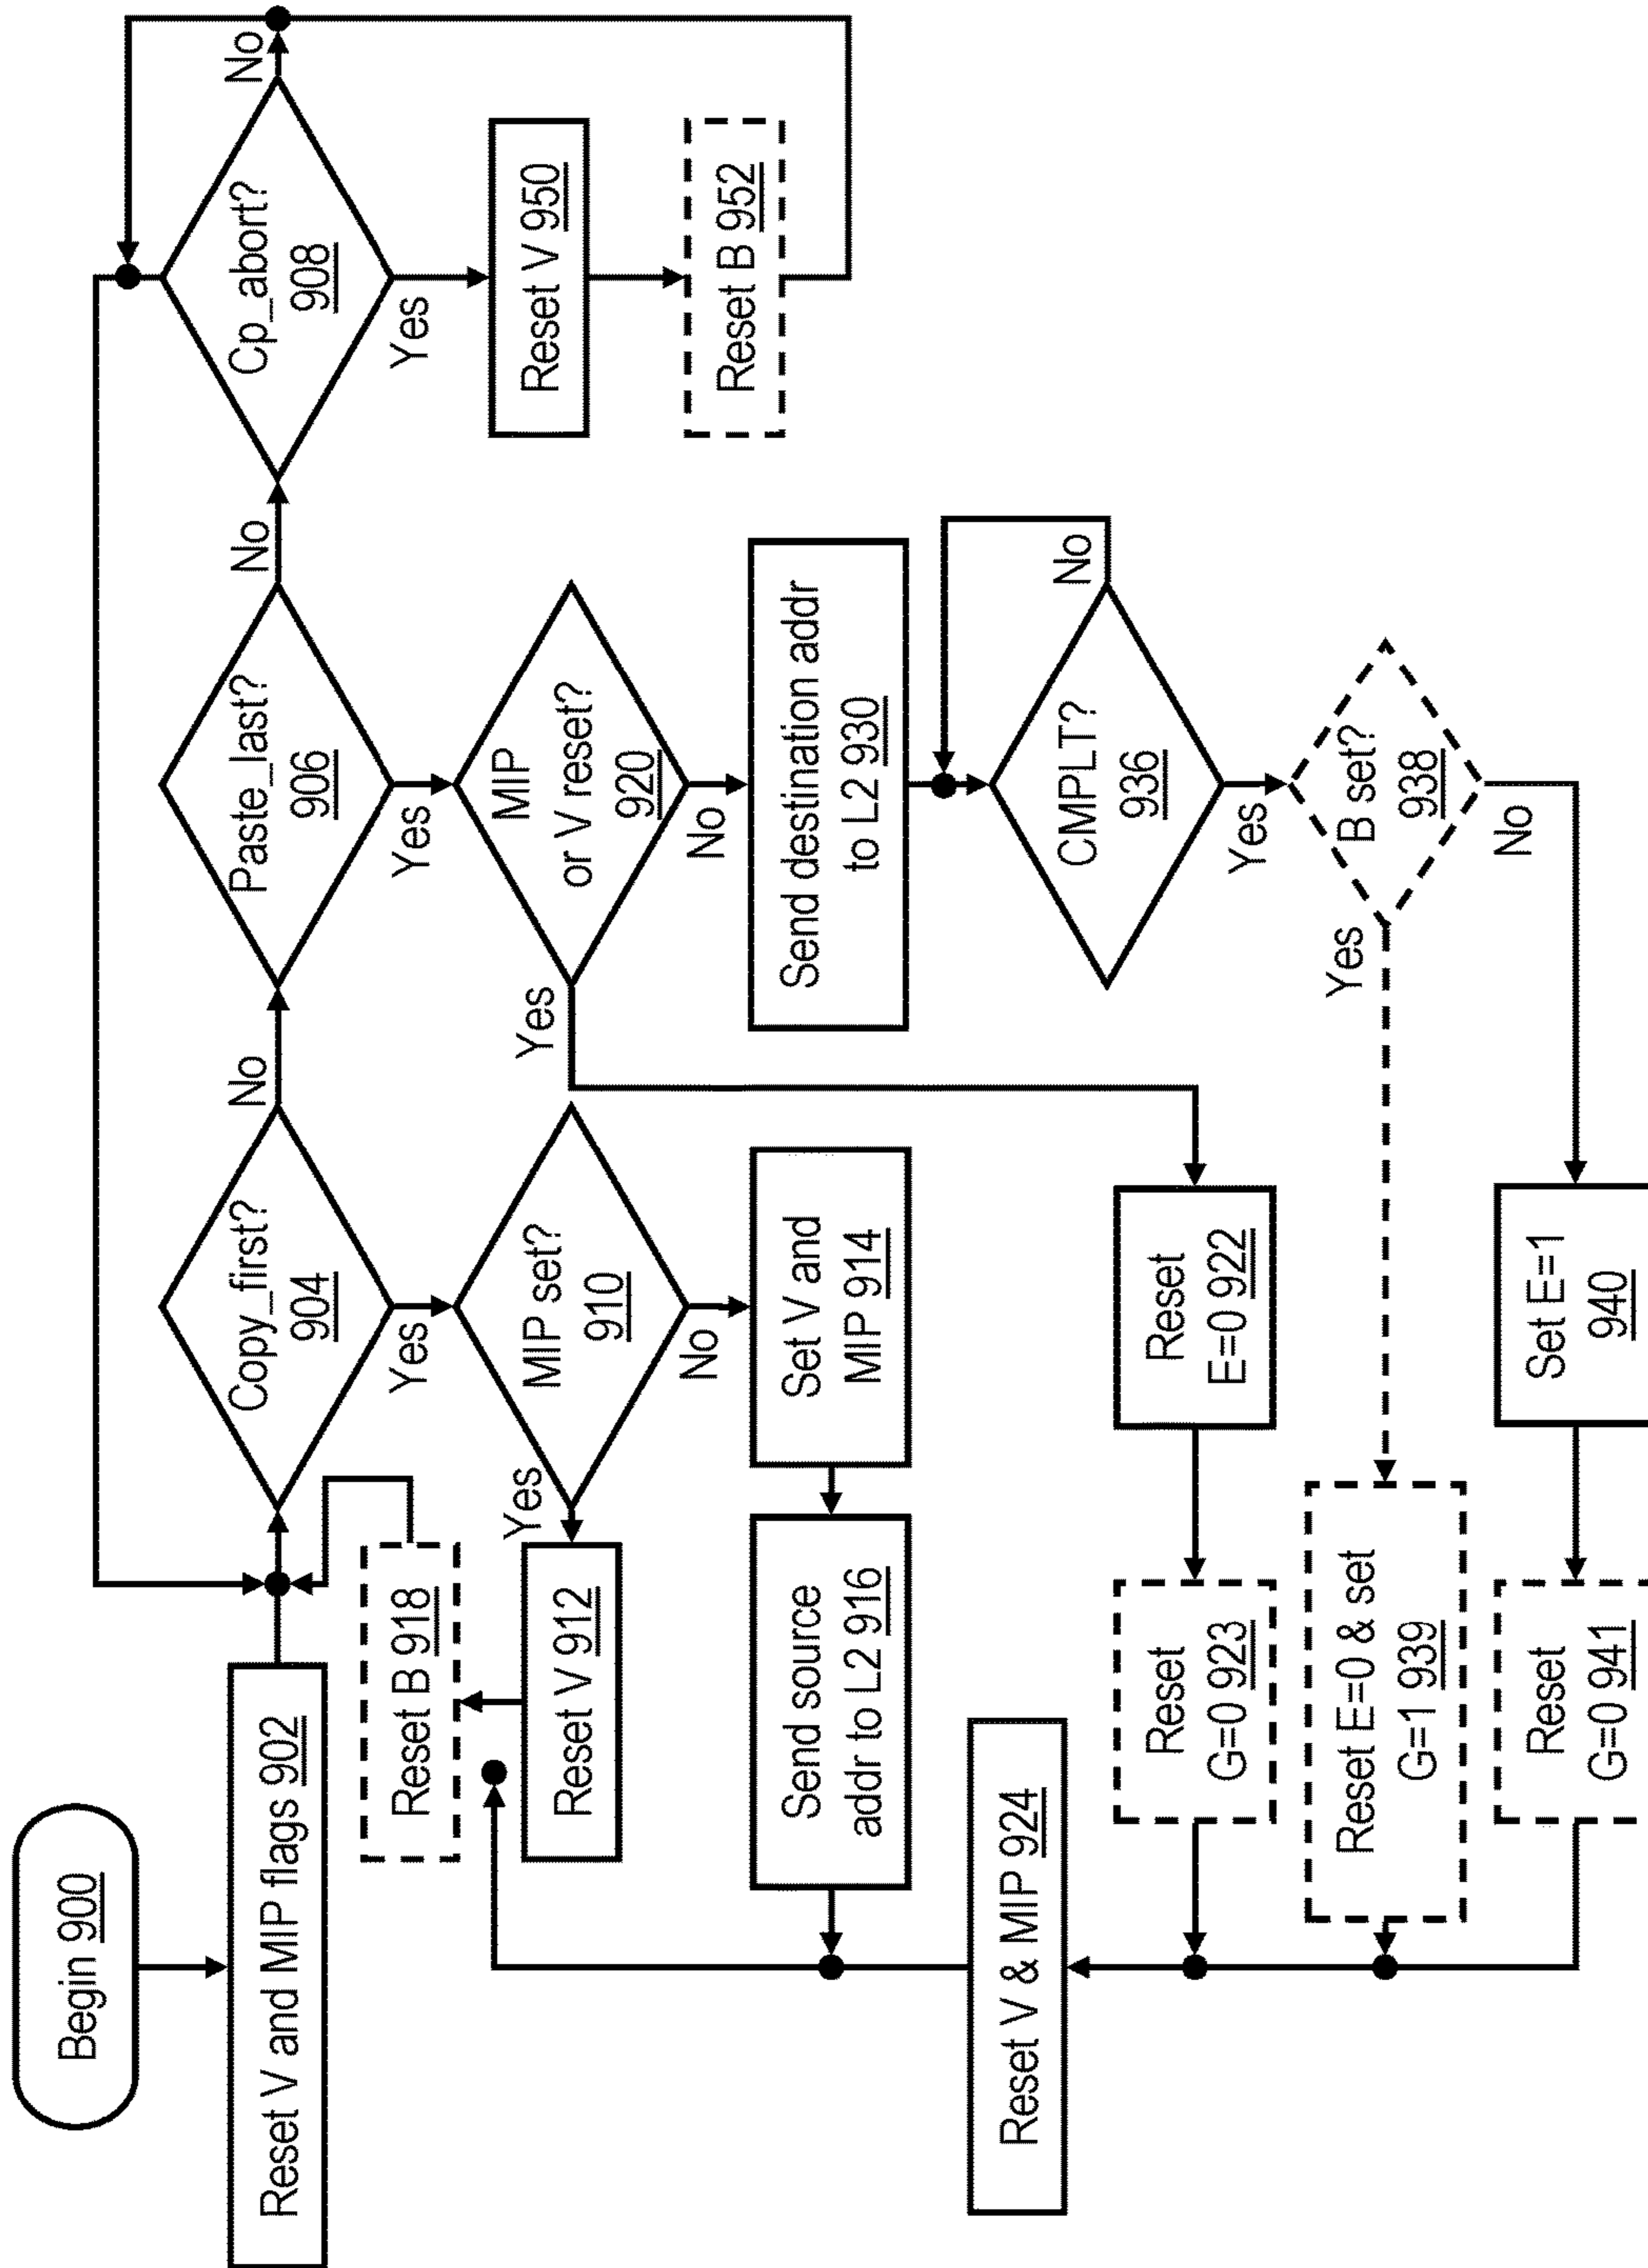 Begin 900
Reset V and MIP flags 902
Copy_first?
904
No
Yes
Paste_last?
906
No
Yes
Cp_abort?
908
No
Yes
Reset B 918
Reset V 912
Yes
MIP set?
910
No
Yes
MIP
or V reset?
920
No
Reset V 950
Reset B 952
Send source
addr to L2 916
Set V and
MIP 914
Send destination addr
to L2 930
Reset V & MIP 924
CMPLT?
936
No
Yes
Reset
G=0 923
Reset
E=0 922
Reset E=0 & set
G=1 939
Yes
B set?
938
No
Reset
G=0 941
Set E=1
940